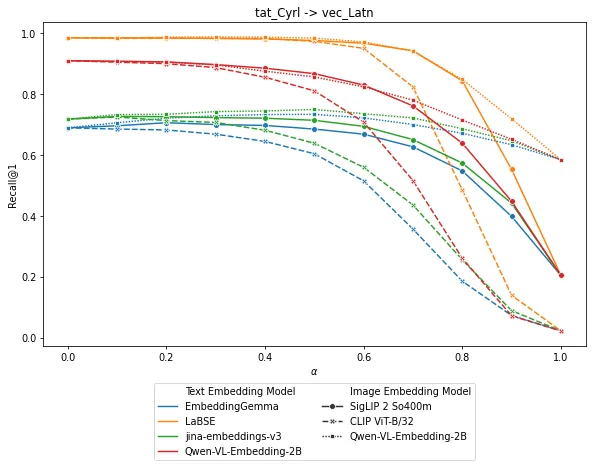 tat_Cyrl -> vec_Latn
1.0
0.8
0.6
0.4
0.2
0.0
Recall@1
0.0 0.2 0.4 0.6 0.8 1.0
α
Text Embedding Model Image Embedding Model
EmbeddingGemma SigLIP 2 So400m
LaBSE CLIP ViT-B/32
jina-embeddings-v3 Qwen-VL-Embedding-2B
Qwen-VL-Embedding-2B